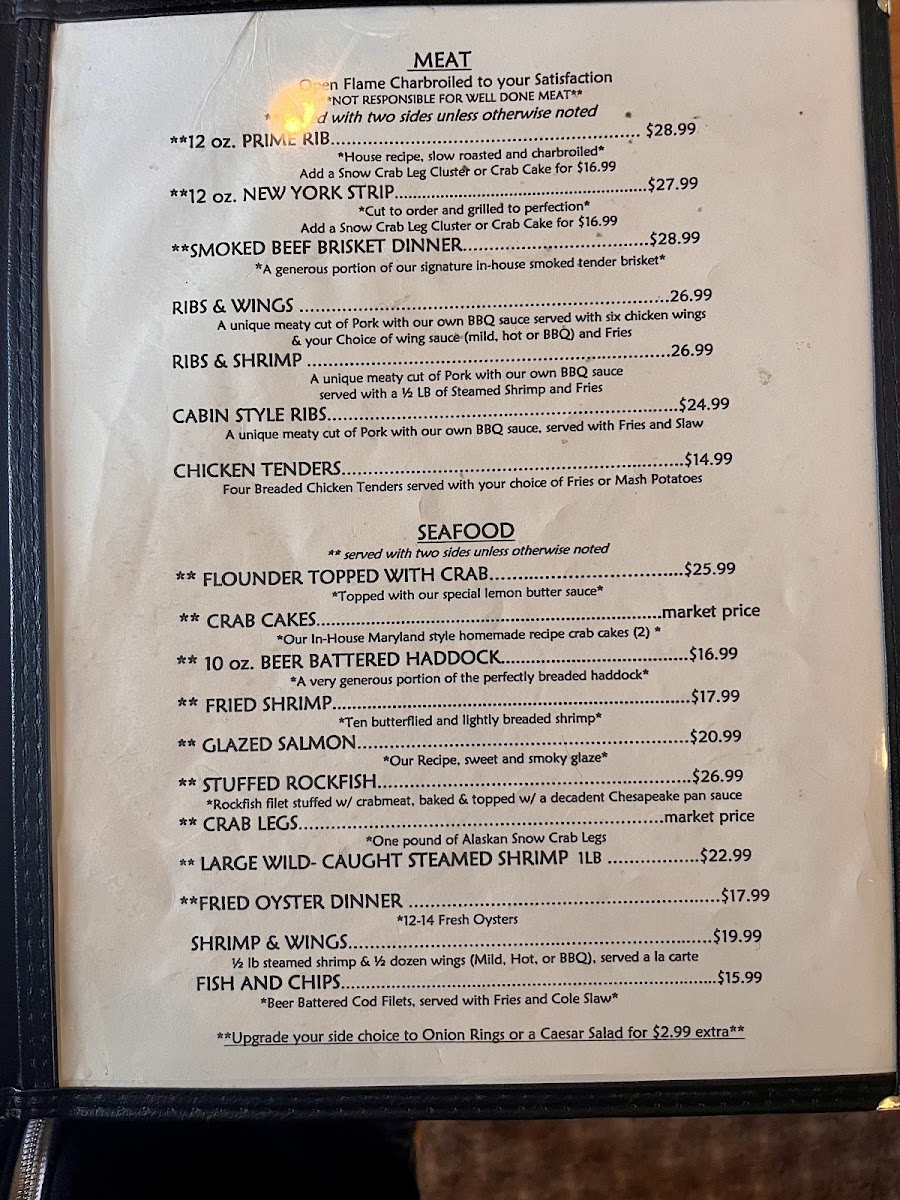 MEAT
Open Flame Charbroiled to your Satisfaction
*NOT RESPONSIBLE FOR WELL DONE MEAT**
with two sides unless otherwise noted
**12 oz. PRIME RIB.................................................. $28.99
*House recipe, slow roasted and charbroiled*
Add a Snow Crab Leg Cluster or Crab Cake for $16.99
**12 oz. NEW YORK STRIP.........................................$27.99
*Cut to order and grilled to perfection*
Add a Snow Crab Leg Cluster or Crab Cake for $16.99
**SMOKED BEEF BRISKET DINNER..............................$28.99
*A generous portion of our signature in-house smoked tender brisket*
RIBS & WINGS ............................................................26.99
A unique meaty cut of Pork with our own BBQ sauce served with six chicken wings
& your Choice of wing sauce (mild, hot or BBQ) and Fries
RIBS & SHRIMP ...........................................................26.99
A unique meaty cut of Pork with our own BBQ sauce
served with a ½ LB of Steamed Shrimp and Fries
CABIN STYLE RIBS.........................................................$24.99
A unique meaty cut of Pork with our own BBQ sauce, served with Fries and Slaw
CHICKEN TENDERS.......................................................$14.99
Four Breaded Chicken Tenders served with your choice of Fries or Mash Potatoes
SEAFOOD
** served with two sides unless otherwise noted
** FLOUNDER TOPPED WITH CRAB...............................$25.99
*Topped with our special lemon butter sauce*
** CRAB CAKES........................................................market price
*Our In-House Maryland style homemade recipe crab cakes (2) *
** 10 oz. BEER BATTERED HADDOCK..............................$16.99
*A very generous portion of the perfectly breaded haddock*
** FRIED SHRIMP..........................................................$17.99
*Ten butterflied and lightly breaded shrimp*
** GLAZED SALMON......................................................$20.99
*Our Recipe, sweet and smoky glaze*
** STUFFED ROCKFISH...................................................$26.99
*Rockfish filet stuffed w/ crabmeat, baked & topped w/ a decadent Chesapeake pan sauce
** CRAB LEGS...........................................................market price
*One pound of Alaskan Snow Crab Legs
** LARGE WILD- CAUGHT STEAMED SHRIMP 1LB ...............$22.99
**FRIED OYSTER DINNER ..................................................$17.99
*12-14 Fresh Oysters
SHRIMP & WINGS...........................................................$19.99
½ lb steamed shrimp & ½ dozen wings (Mild, Hot, or BBQ), served a la carte
FISH AND CHIPS.............................................................$15.99
*Beer Battered Cod Filets, served with Fries and Cole Slaw*
**Upgrade your side choice to Onion Rings or a Caesar Salad for $2.99 extra**